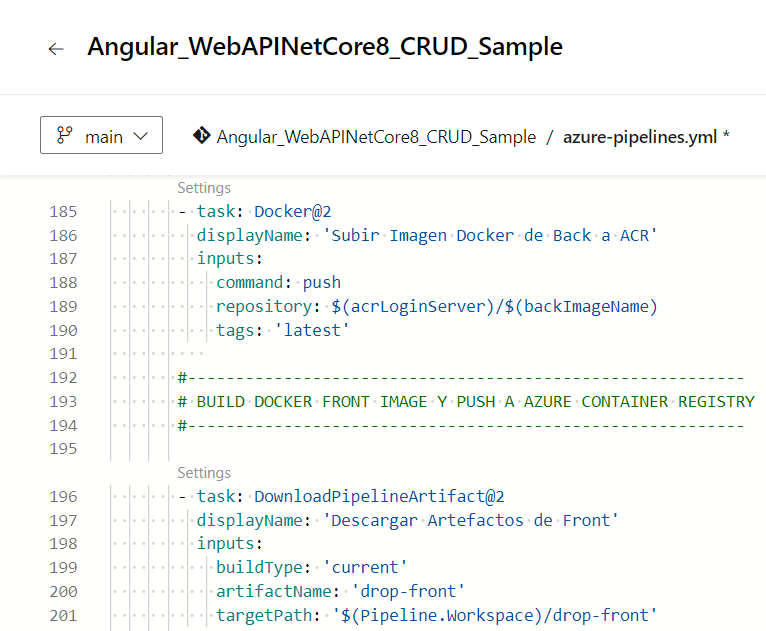 Angular_WebAPINetCore8_CRUD_Sample
main
Angular_WebAPINetCore8_CRUD_Sample / azure-pipelines.yml *
Settings
185 - task: Docker@2
186 displayName: 'Subir Imagen Docker de Back a ACR'
187 inputs:
188 command: push
189 repository: $(acrLoginServer)/$(backImageName)
190 tags: 'latest'
191
192 #----------------------------------------------------------
193 # BUILD DOCKER FRONT IMAGE Y PUSH A AZURE CONTAINER REGISTRY
194 #----------------------------------------------------------
195
Settings
196 - task: DownloadPipelineArtifact@2
197 displayName: 'Descargar Artefactos de Front'
198 inputs:
199 buildType: 'current'
200 artifactName: 'drop-front'
201 targetPath: '$(Pipeline.Workspace)/drop-front'